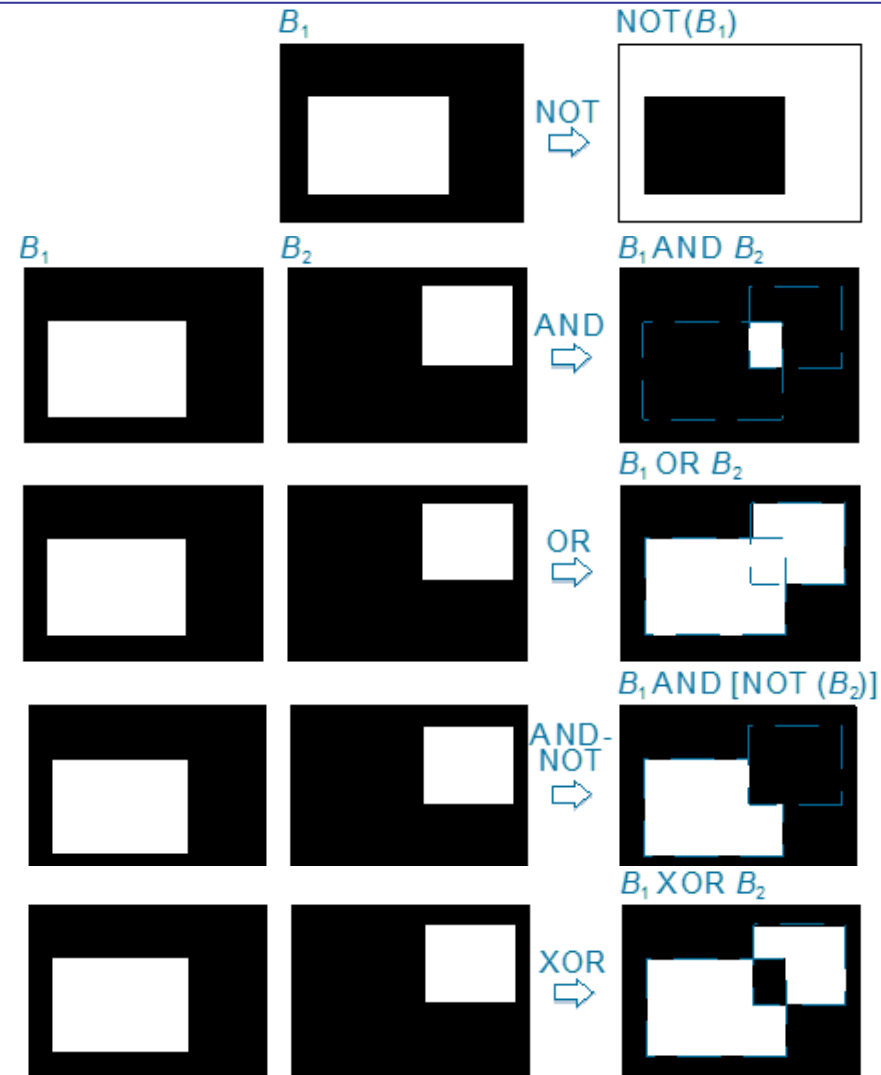 B₁ NOT(B₁)
NOT
B₁ B₂ B₁ AND B₂
AND
B₁ OR B₂
OR
B₁ AND [NOT (B₂)]
AND-
NOT
B₁ XOR B₂
XOR